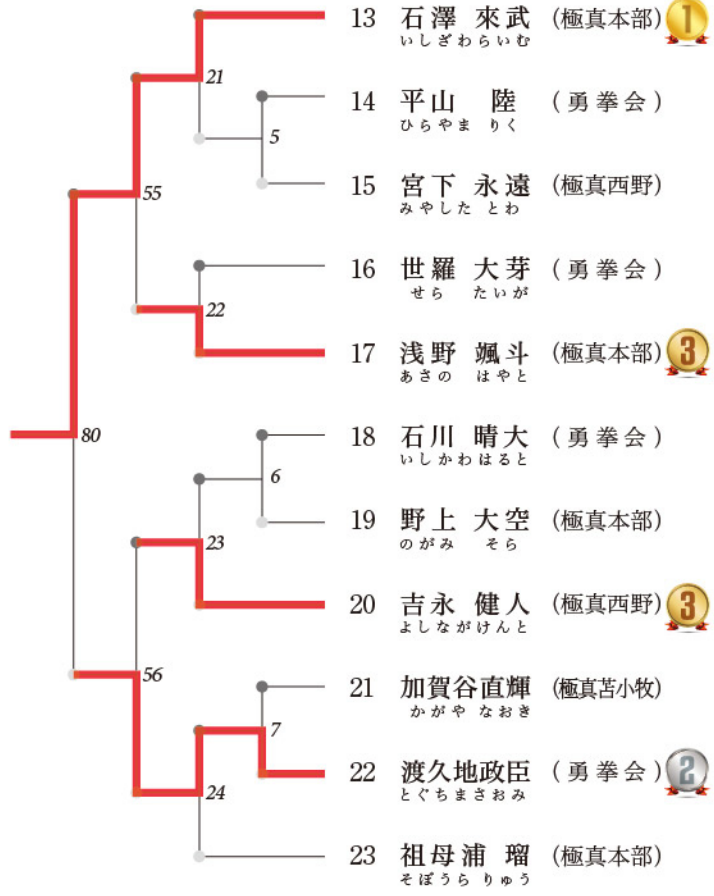 13 石澤 來武 (極真本部) 1
いしざわらいむ
21
14 平山 陸 (勇拳会)
ひらやま りく
5
15 宮下 永遠 (極真西野)
みやした とわ
55
16 世羅 大芽 (勇拳会)
せら たいが
22
17 浅野 颯斗 (極真本部) 3
あさの はやと
80
18 石川 晴大 (勇拳会)
いしかわはると
6
19 野上 大空 (極真本部)
のがみ そら
23
20 吉永 健人 (極真西野) 3
よしながけんと
56
21 加賀谷直輝 (極真苫小牧)
かがや なおき
7
22 渡久地政臣 (勇拳会) 2
とぐちまさおみ
24
23 祖母浦 瑠 (極真本部)
そぼうら りゅう